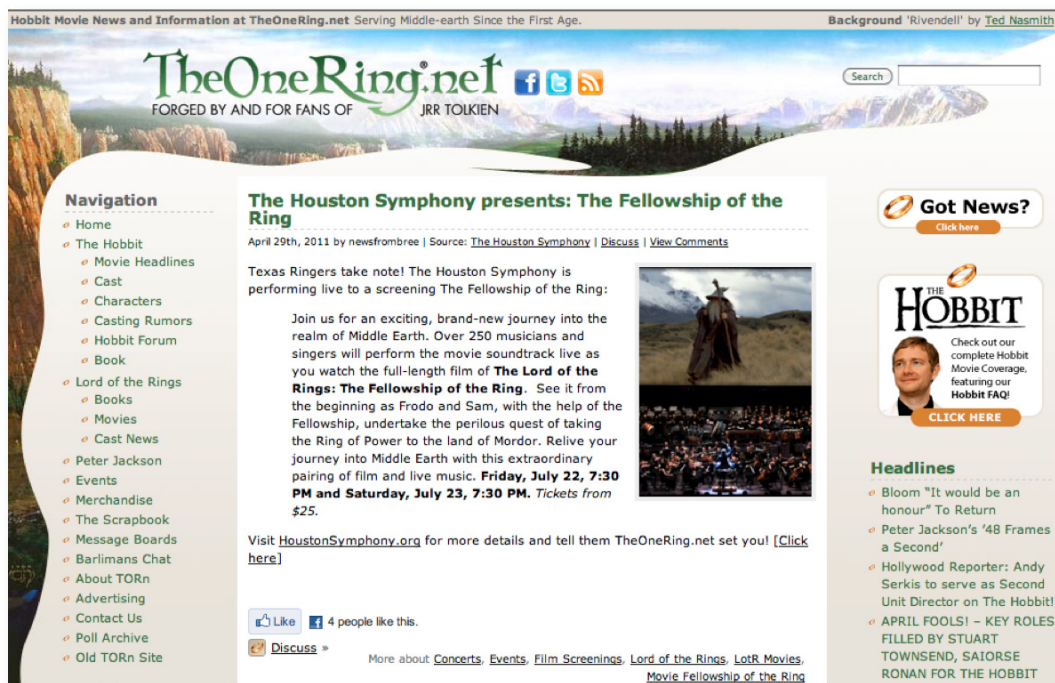 Hobbit Movie News and Information at TheOneRing.net Serving Middle-earth Since the First Age.
Background 'Rivendell' by Ted Nasmith
TheOneRing.net®
FORGED BY AND FOR FANS OF JRR TOLKIEN
Search
Navigation
Home
The Hobbit
Movie Headlines
Cast
Characters
Casting Rumors
Hobbit Forum
Book
Lord of the Rings
Books
Movies
Cast News
Peter Jackson
Events
Merchandise
The Scrapbook
Message Boards
Barlimans Chat
About TORn
Advertising
Contact Us
Poll Archive
Old TORn Site
The Houston Symphony presents: The Fellowship of the
Ring
April 29th, 2011 by newsfrombree | Source: The Houston Symphony | Discuss | View Comments
Texas Ringers take note! The Houston Symphony is
performing live to a screening The Fellowship of the Ring:
Join us for an exciting, brand-new journey into the
realm of Middle Earth. Over 250 musicians and
singers will perform the movie soundtrack live as
you watch the full-length film of The Lord of the
Rings: The Fellowship of the Ring. See it from
the beginning as Frodo and Sam, with the help of the
Fellowship, undertake the perilous quest of taking
the Ring of Power to the land of Mordor. Relive your
journey into Middle Earth with this extraordinary
pairing of film and live music. Friday, July 22, 7:30
PM and Saturday, July 23, 7:30 PM. Tickets from
$25.
Visit HoustonSymphony.org for more details and tell them TheOneRing.net set you! [Click
here]
Like
4 people like this.
Discuss »
More about Concerts, Events, Film Screenings, Lord of the Rings, LotR Movies,
Movie Fellowship of the Ring
Got News?
Click here
THE
HOBBIT
Check out our
complete Hobbit
Movie Coverage,
featuring our
Hobbit FAQ!
CLICK HERE
Headlines
Bloom "It would be an
honour" To Return
Peter Jackson's '48 Frames
a Second'
Hollywood Reporter: Andy
Serkis to serve as Second
Unit Director on The Hobbit!
APRIL FOOLS! – KEY ROLES
FILLED BY STUART
TOWNSEND, SAIORSE
RONAN FOR THE HOBBIT